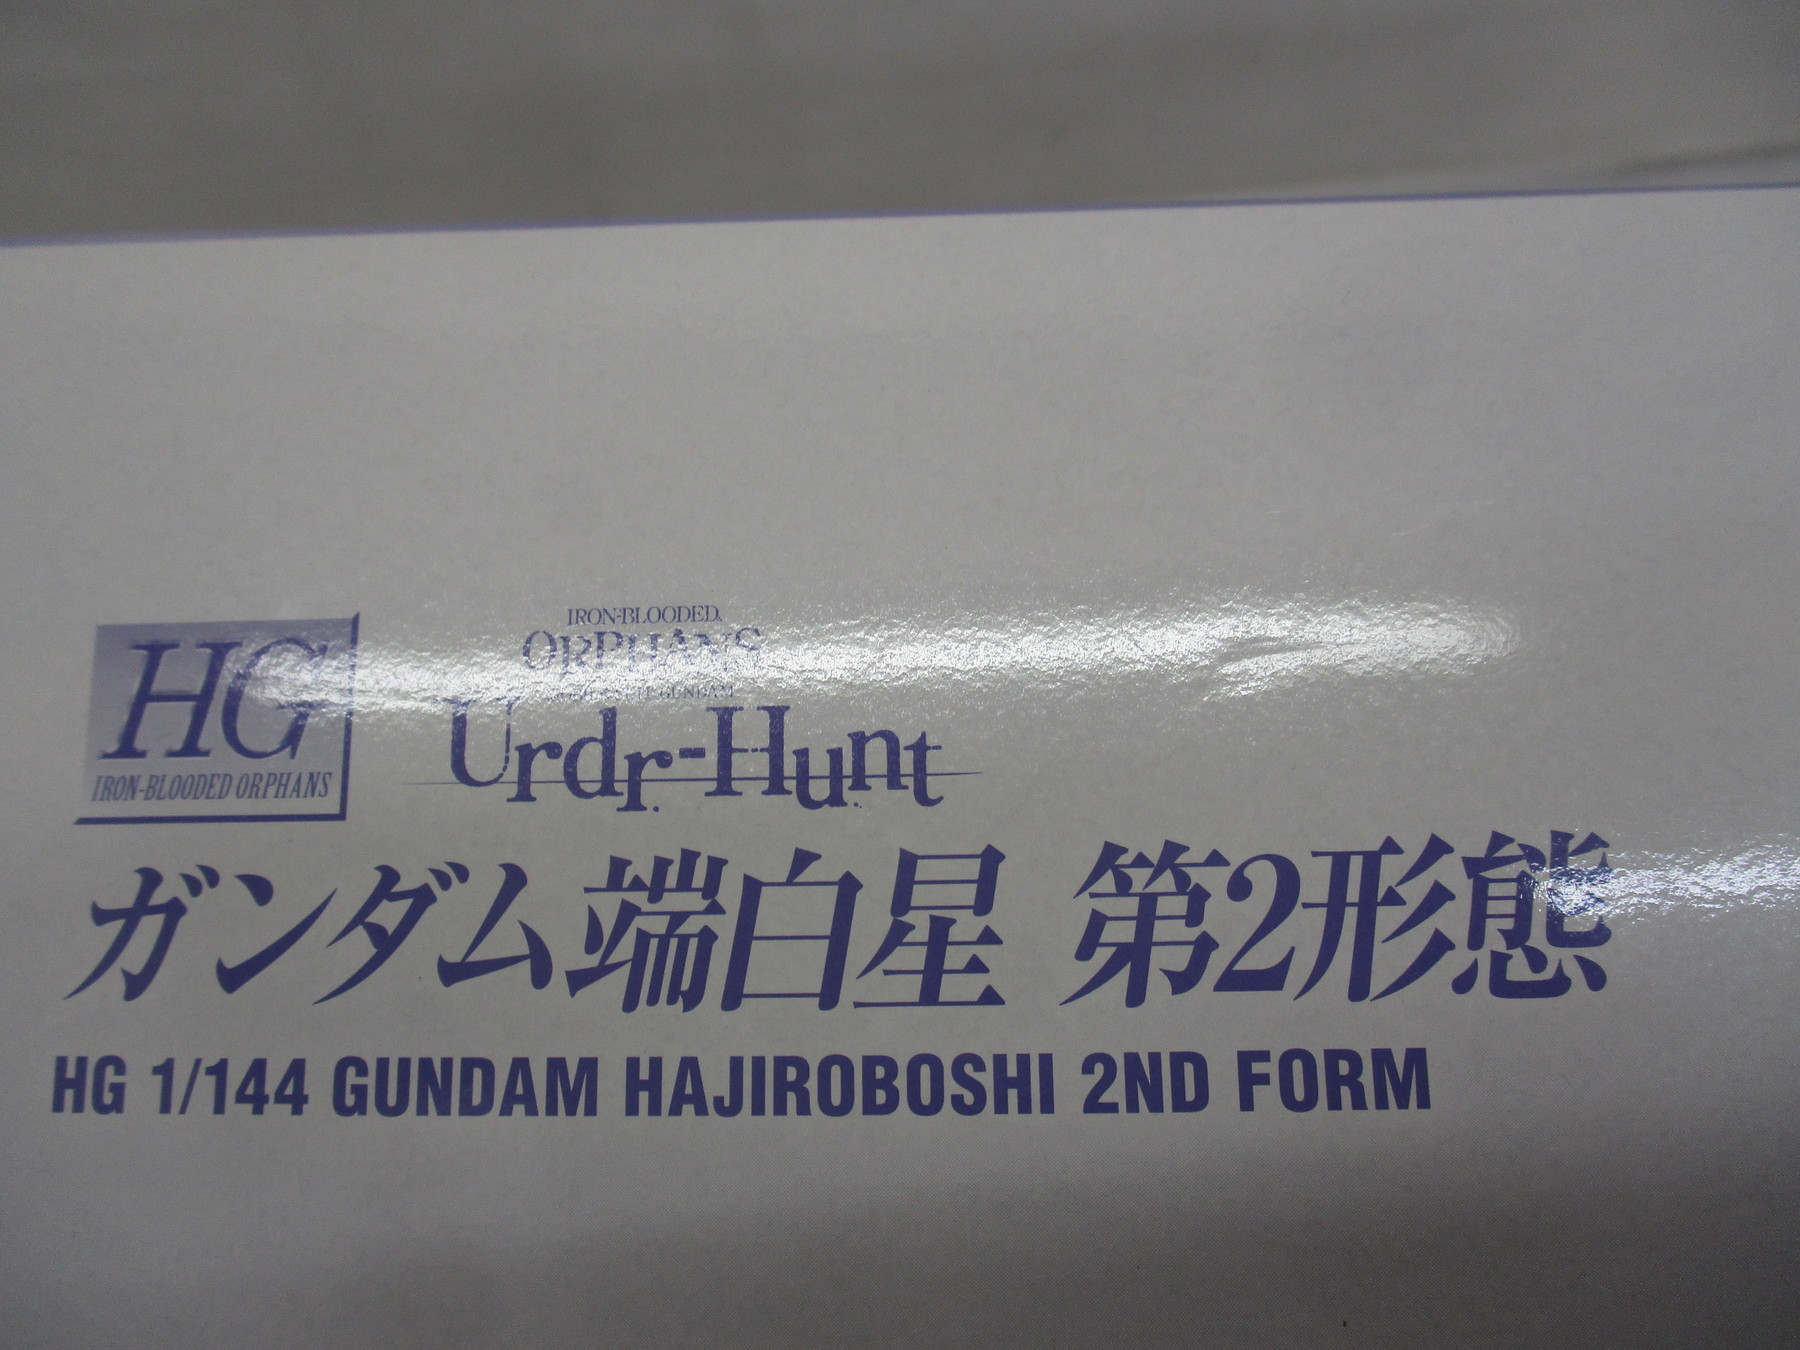 HG
IRON-BLOODED ORPHANS
IRON-BLOODED
ORPHANS
GUNDAM
Urdr-Hunt
ガンダム端白星 第2形態
HG 1/144 GUNDAM HAJIROBOSHI 2ND FORM